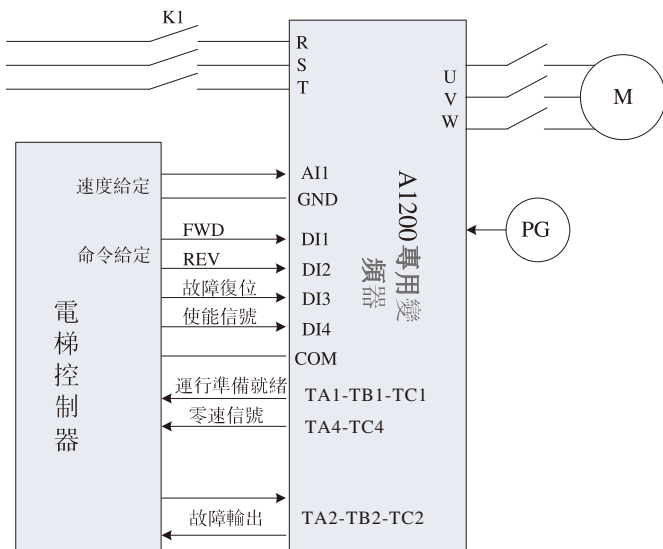 K1
R
S
T
U
V
W
M
速度給定
AI1
GND
A1200專用變
頻器
PG
命令給定
FWD
DI1
REV
DI2
故障復位
DI3
使能信號
DI4
COM
電梯控制器
運行準備就緒
TA1-TB1-TC1
零速信號
TA4-TC4
故障輸出
TA2-TB2-TC2